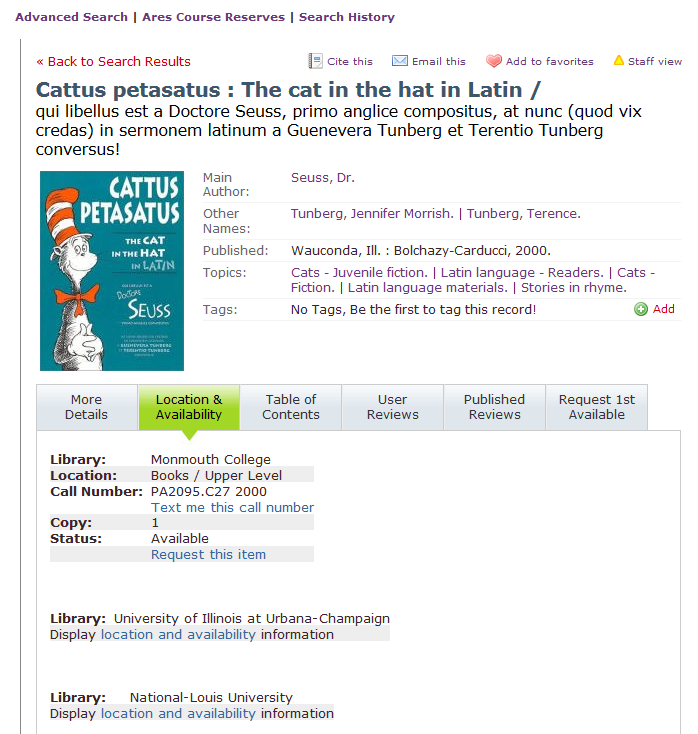 Advanced Search | Ares Course Reserves | Search History
« Back to Search Results
Cite this
Email this
Add to favorites
Staff view
Cattus petasatus : The cat in the hat in Latin /
qui libellus est a Doctore Seuss, primo anglice compositus, at nunc (quod vix
credas) in sermonem latinum a Guenevera Tunberg et Terentio Tunberg
conversus!
CATTUS
PETASATUS
THE CAT
IN THE HAT
IN LATIN
DOCTORE
SEUSS
Main
Author:
Seuss, Dr.
Other
Names:
Tunberg, Jennifer Morrish. | Tunberg, Terence.
Published:
Wauconda, Ill. : Bolchazy-Carducci, 2000.
Topics:
Cats - Juvenile fiction. | Latin language - Readers. | Cats -
Fiction. | Latin language materials. | Stories in rhyme.
Tags:
No Tags, Be the first to tag this record!
Add
More
Details
Location &
Availability
Table of
Contents
User
Reviews
Published
Reviews
Request 1st
Available
Library: Monmouth College
Location: Books / Upper Level
Call Number: PA2095.C27 2000
Text me this call number
Copy: 1
Status: Available
Request this item
Library: University of Illinois at Urbana-Champaign
Display location and availability information
Library: National-Louis University
Display location and availability information